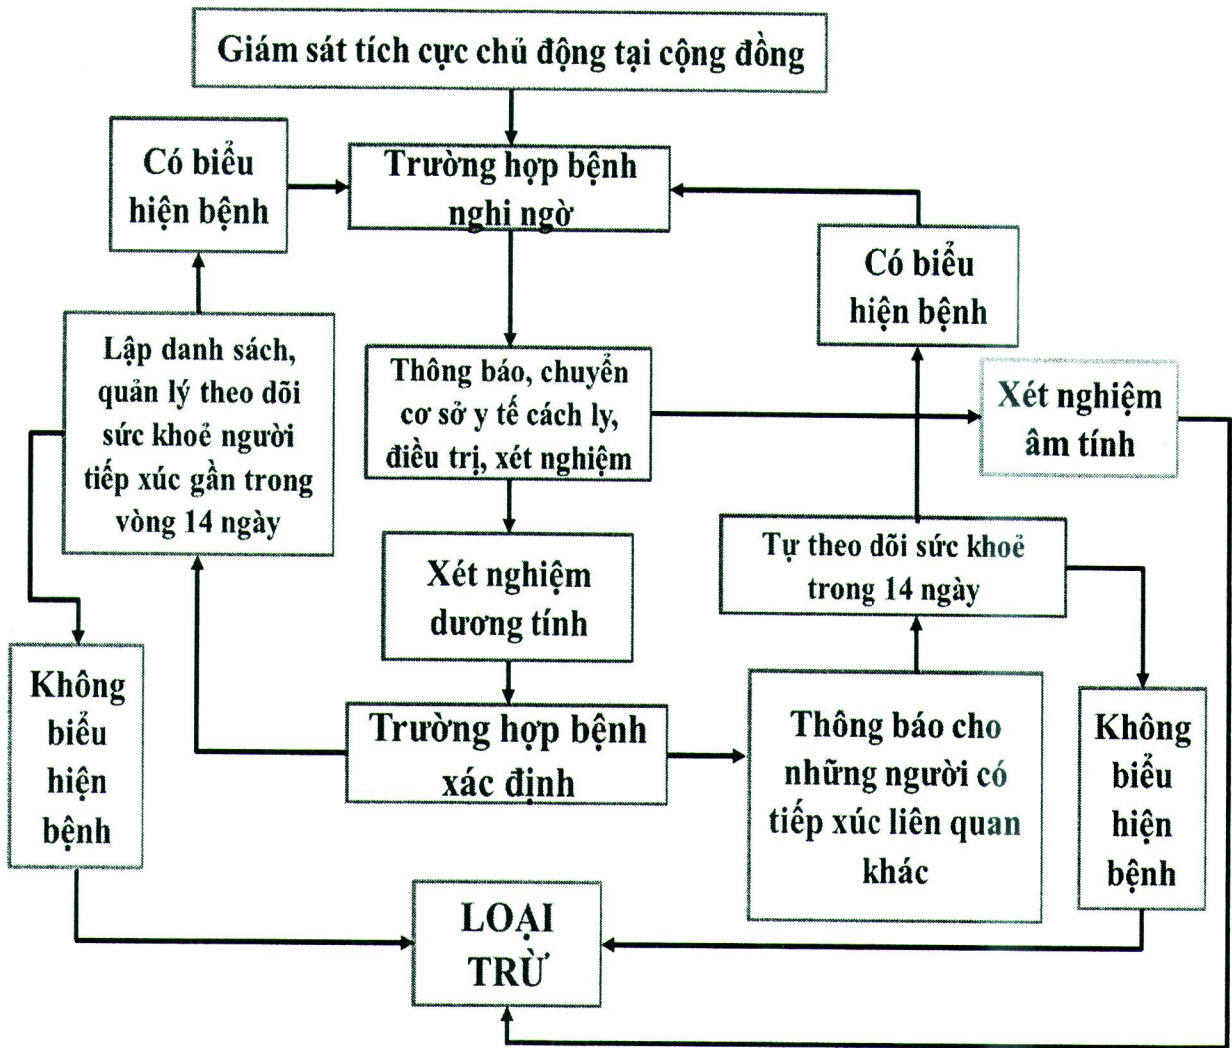 Giám sát tích cực chủ động tại cộng đồng
Có biểu
hiện bệnh
Trường hợp bệnh
nghi ngờ
Có biểu
hiện bệnh
Lập danh sách,
quản lý theo dõi
sức khoẻ người
tiếp xúc gần trong
vòng 14 ngày
Thông báo, chuyển
cơ sở y tế cách ly,
điều trị, xét nghiệm
Xét nghiệm
âm tính
Xét nghiệm
dương tính
Tự theo dõi sức khoẻ
trong 14 ngày
Không
biểu
hiện
bệnh
Trường hợp bệnh
xác định
Thông báo cho
những người có
tiếp xúc liên quan
khác
Không
biểu
hiện
bệnh
LOẠI
TRỪ